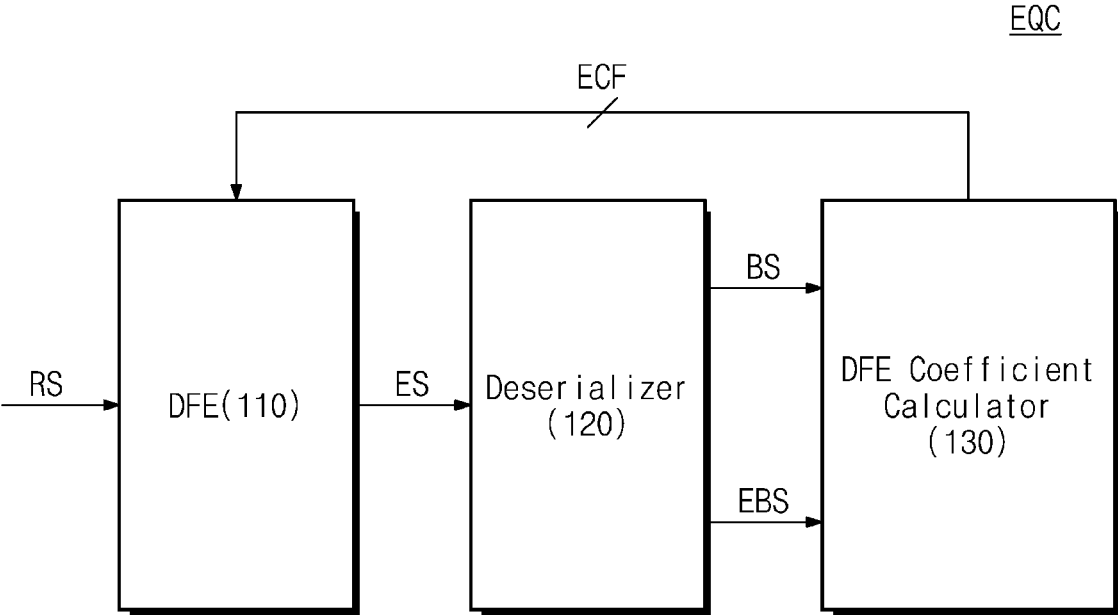 EQC
ECF
RS
DFE(110)
ES
Deserializer
(120)
BS
EBS
DFE Coefficient
Calculator
(130)